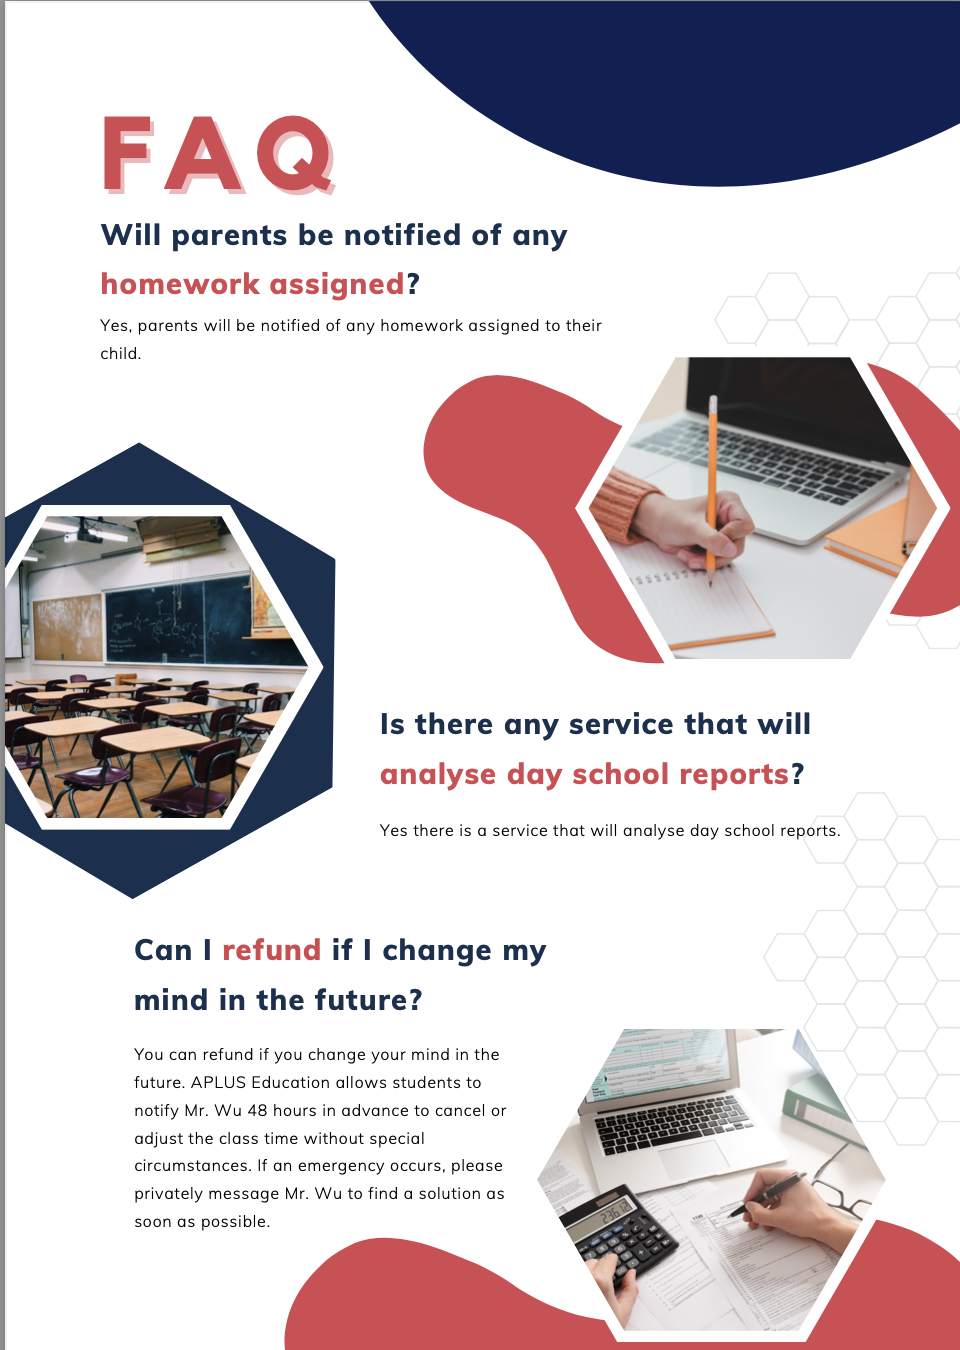 FAQ
Will parents be notified of any
homework assigned?
Yes, parents will be notified of any homework assigned to their
child.
Is there any service that will
analyse day school reports?
Yes there is a service that will analyse day school reports.
Can I refund if I change my
mind in the future?
You can refund if you change your mind in the
future. APLUS Education allows students to
notify Mr. Wu 48 hours in advance to cancel or
adjust the class time without special
circumstances. If an emergency occurs, please
privately message Mr. Wu to find a solution as
soon as possible.